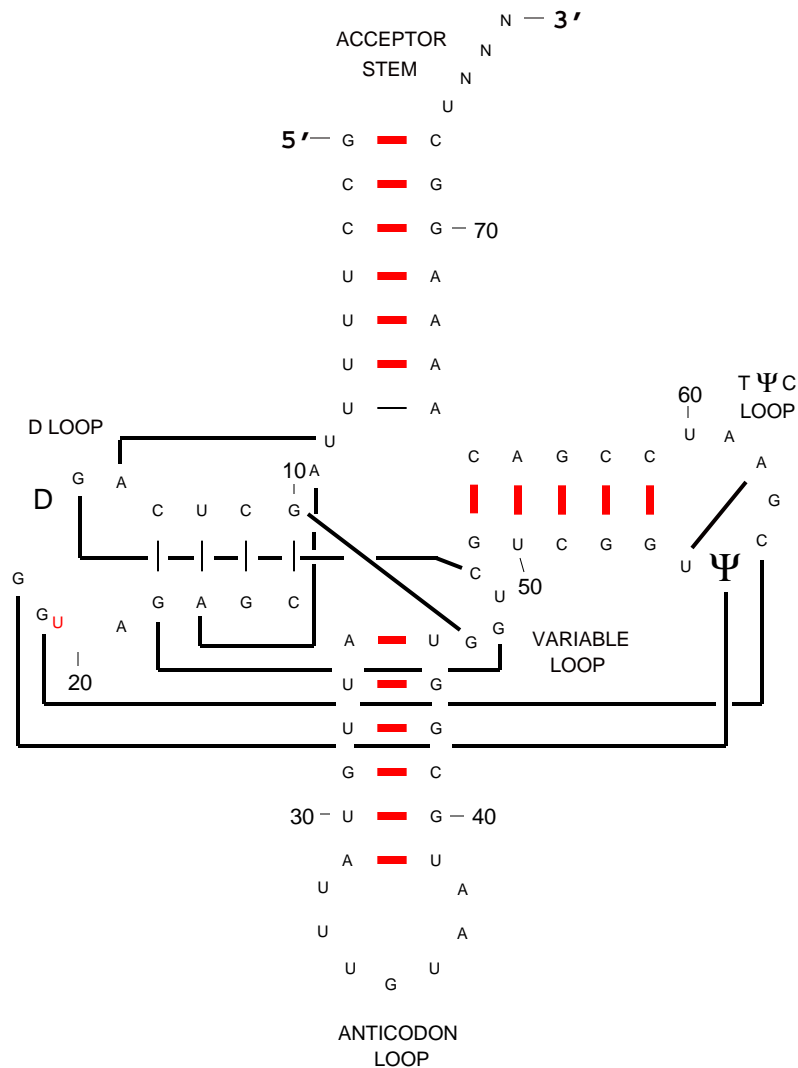 N — 3′
ACCEPTOR
STEM
N
N
U
5′ — G C
C G
C G — 70
U A
U A
U A
U A
60
T Ψ C
LOOP
D LOOP
U
U A
C A G C C
A
G A
10 A
D
C U C G
G
G U C G G
U Ψ C
C
50
G
G U
A
G A G C
U
A U
G G
VARIABLE
LOOP
20
U G
U G
G C
30 — U G — 40
A U
U A
U A
U U
G
ANTICODON
LOOP